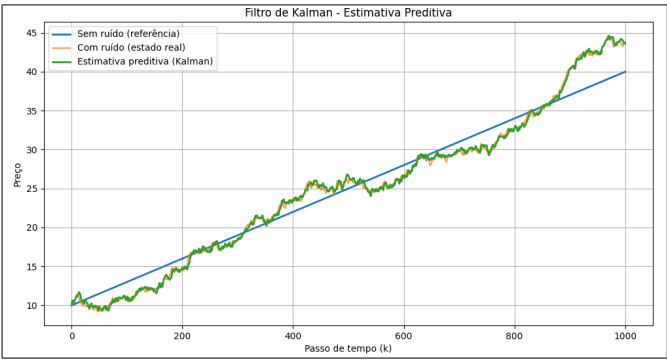 Filtro de Kalman - Estimativa Preditiva
Sem ruído (referência)
Com ruído (estado real)
Estimativa preditiva (Kalman)
45
40
35
30
25
20
15
10
Preço
0
200
400
600
800
1000
Passo de tempo (k)